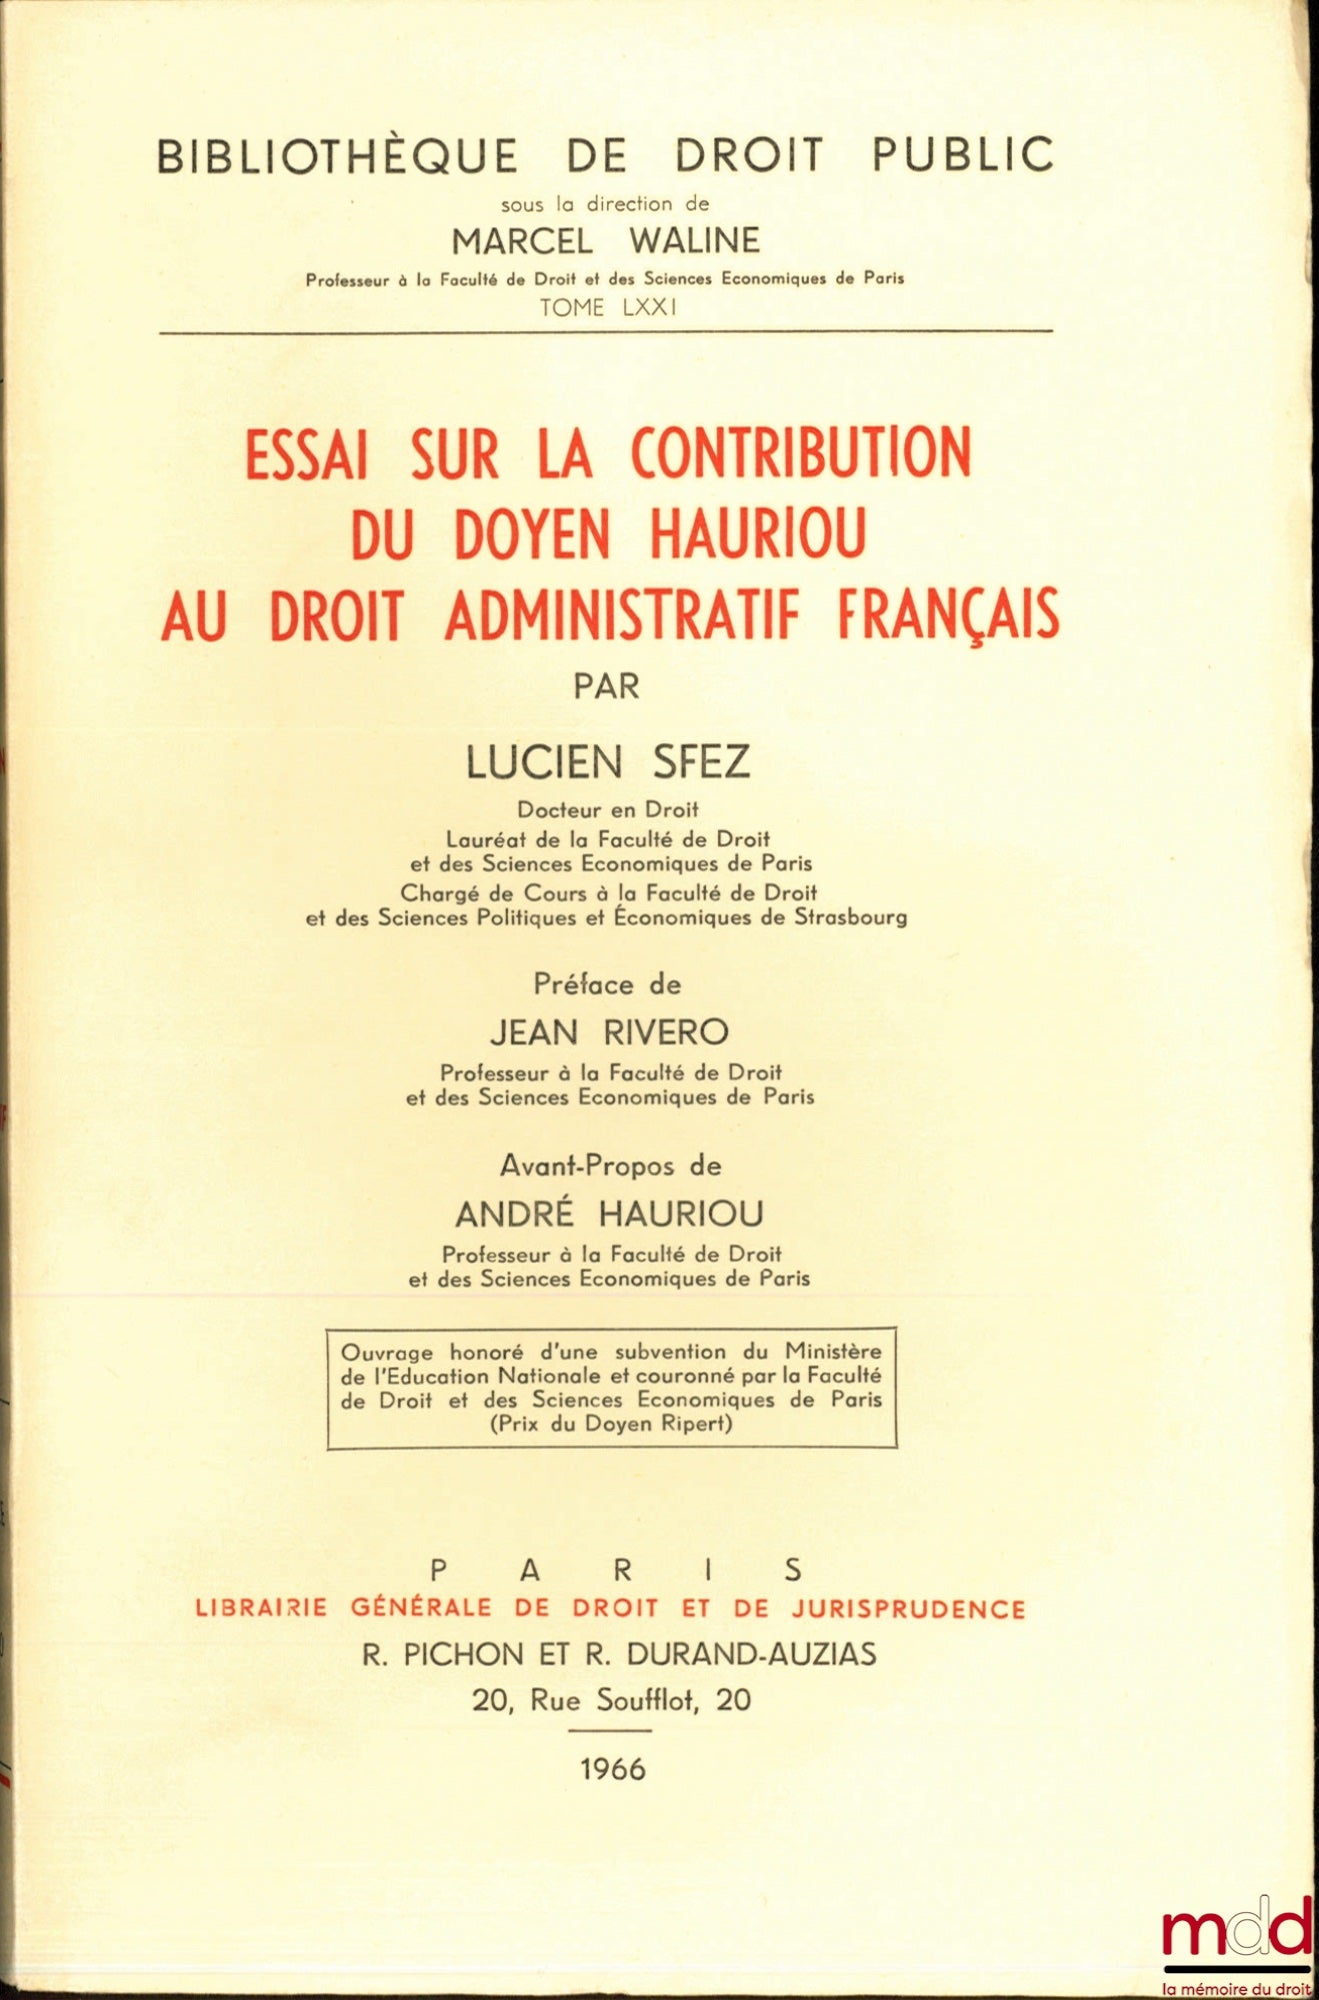 BIBLIOTHÈQUE DE DROIT PUBLIC
sous la direction de
MARCEL WALINE
Professeur à la Faculté de Droit et des Sciences Economiques de Paris
TOME LXXI
ESSAI SUR LA CONTRIBUTION
DU DOYEN HAURIOU
AU DROIT ADMINISTRATIF FRANÇAIS
PAR
LUCIEN SFEZ
Docteur en Droit
Lauréat de la Faculté de Droit
et des Sciences Economiques de Paris
Chargé de Cours à la Faculté de Droit
et des Sciences Politiques et Économiques de Strasbourg
Préface de
JEAN RIVERO
Professeur à la Faculté de Droit
et des Sciences Economiques de Paris
Avant-Propos de
ANDRÉ HAURIOU
Professeur à la Faculté de Droit
et des Sciences Economiques de Paris
Ouvrage honoré d'une subvention du Ministère
de l'Education Nationale et couronné par la Faculté
de Droit et des Sciences Economiques de Paris
(Prix du Doyen Ripert)
PARIS
LIBRAIRIE GÉNÉRALE DE DROIT ET DE JURISPRUDENCE
R. PICHON ET R. DURAND-AUZIAS
20, Rue Soufflot, 20
1966
mdd
la mémoire du droit